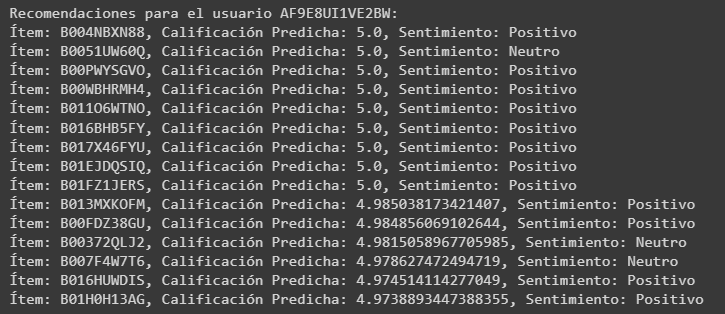 Recomendaciones para el usuario AF9E8UI1VE2BW:
Ítem: B004NBXN88, Calificación Predicha: 5.0, Sentimiento: Positivo
Ítem: B0051UW60Q, Calificación Predicha: 5.0, Sentimiento: Neutro
Ítem: B00PWYSGVO, Calificación Predicha: 5.0, Sentimiento: Positivo
Ítem: B00WBHRMH4, Calificación Predicha: 5.0, Sentimiento: Positivo
Ítem: B011O6WTNO, Calificación Predicha: 5.0, Sentimiento: Positivo
Ítem: B016BHB5FY, Calificación Predicha: 5.0, Sentimiento: Positivo
Ítem: B017X46FYU, Calificación Predicha: 5.0, Sentimiento: Positivo
Ítem: B01EJDQSIQ, Calificación Predicha: 5.0, Sentimiento: Positivo
Ítem: B01FZ1JERS, Calificación Predicha: 5.0, Sentimiento: Positivo
Ítem: B013MXKOFM, Calificación Predicha: 4.985038173421407, Sentimiento: Positivo
Ítem: B00FDZ38GU, Calificación Predicha: 4.984856069102644, Sentimiento: Positivo
Ítem: B00372QLJ2, Calificación Predicha: 4.9815058967705985, Sentimiento: Neutro
Ítem: B007F4W7T6, Calificación Predicha: 4.978627472494719, Sentimiento: Neutro
Ítem: B016HUWDIS, Calificación Predicha: 4.974514114277049, Sentimiento: Positivo
Ítem: B01H0H13AG, Calificación Predicha: 4.9738893447388355, Sentimiento: Positivo